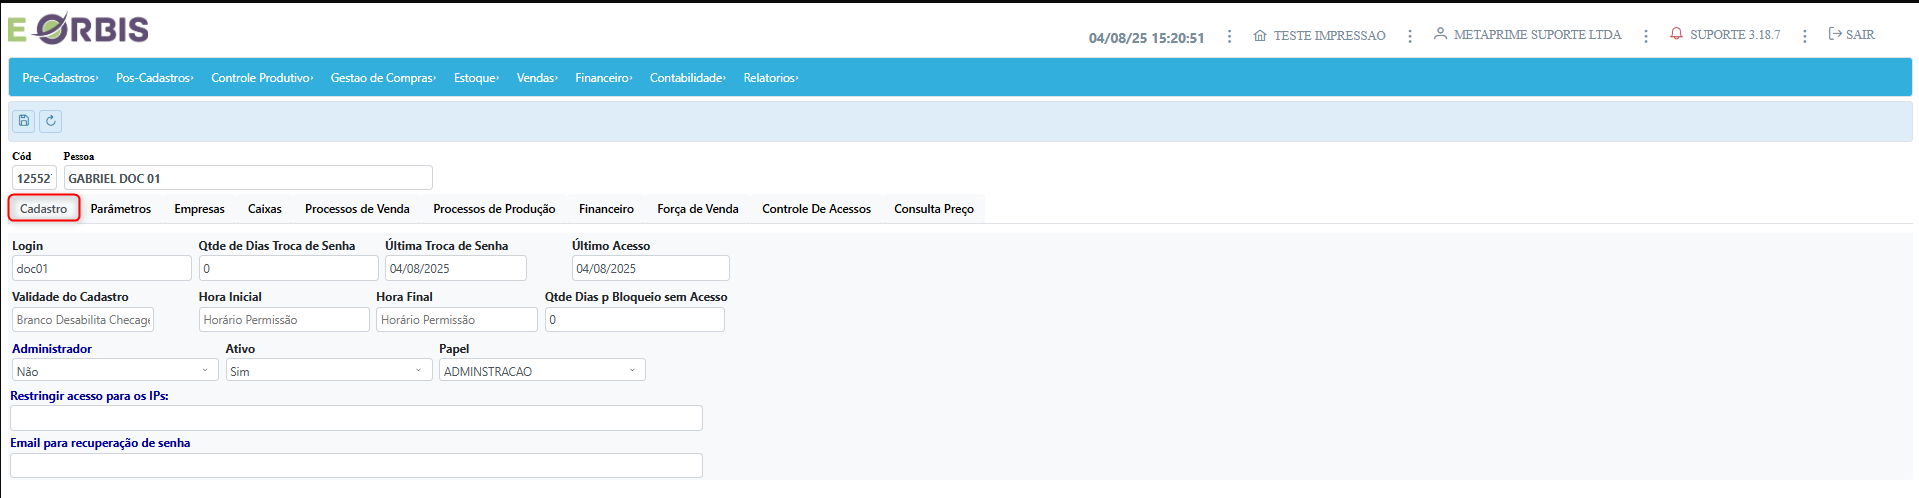 E ORBIS
04/08/25 15:20:51 TESTE IMPRESSAO METAPRIME SUPORTE LTDA SUPORTE 3.18.7 SAIR
Pre-Cadastros Pos-Cadastros Controle Produtivo Gestao de Compras Estoque Vendas Financeiro Contabilidade Relatorios
Cód Pessoa
12552 GABRIEL DOC 01
Cadastro Parâmetros Empresas Caixas Processos de Venda Processos de Produção Financeiro Força de Venda Controle De Acessos Consulta Preço
Login Qtde de Dias Troca de Senha Última Troca de Senha Último Acesso
doc01 0 04/08/2025 04/08/2025
Validade do Cadastro Hora Inicial Hora Final Qtde Dias p Bloqueio sem Acesso
Branco Desabilita Checage Horário Permissão Horário Permissão 0
Administrador Ativo Papel
Não Sim ADMINSTRACAO
Restringir acesso para os IPs:
Email para recuperação de senha